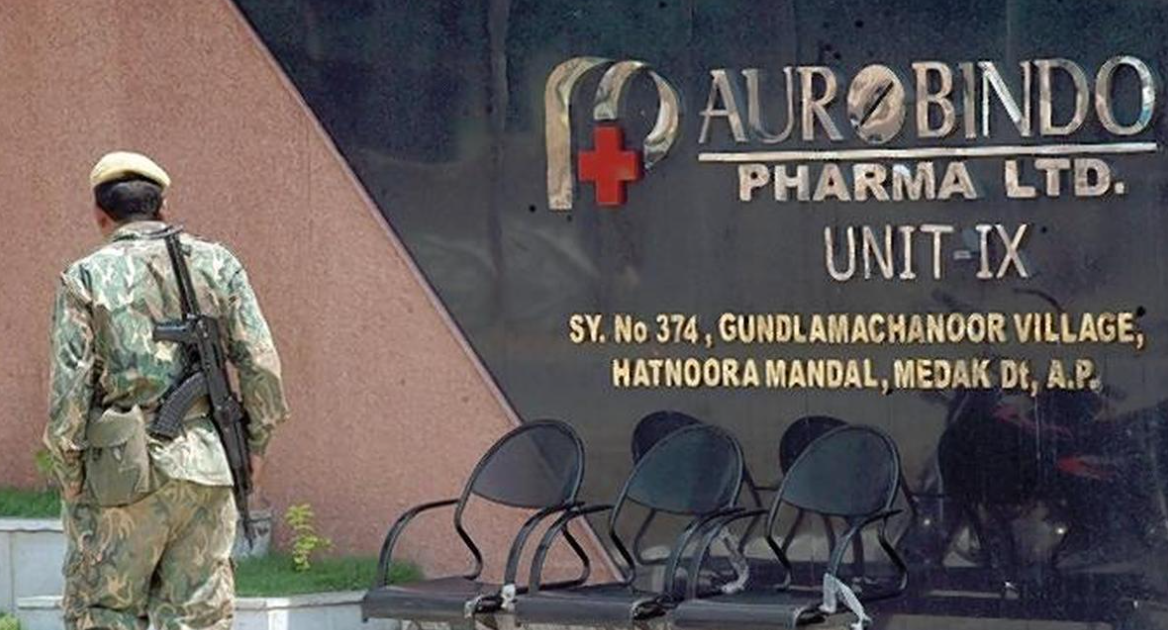 AUROBINDO
PHARMA LTD.
UNIT-IX
SY. No 374, GUNDLAMACHANOOR VILLAGE,
HATNOORA MANDAL, MEDAK Dt, A.P.